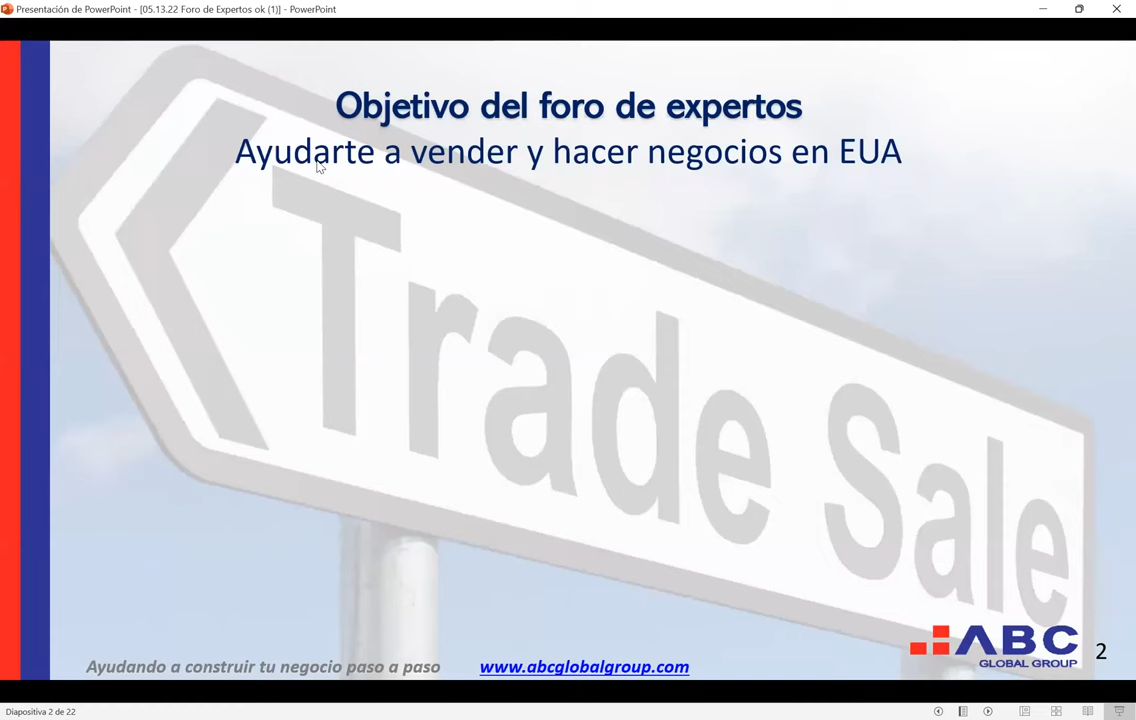 Presentación de PowerPoint - [05.13.22 Foro de Expertos ok (1)] - PowerPoint
Objetivo del foro de expertos
Ayudarte a vender y hacer negocios en EUA
Trade Sale
Ayudando a construir tu negocio paso a paso
www.abcglobalgroup.com
ABC
GLOBAL GROUP
2
Diapositiva 2 de 22